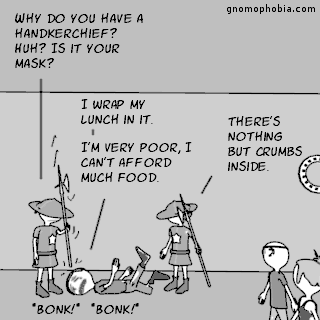 gnomophobia.com
WHY DO YOU HAVE A
HANDKERCHIEF?
HUH? IS IT YOUR
MASK?
I WRAP MY
LUNCH IN IT.
I'M VERY POOR, I
CAN'T AFFORD
MUCH FOOD.
THERE'S
NOTHING
BUT CRUMBS
INSIDE.
*BONK!* *BONK!*